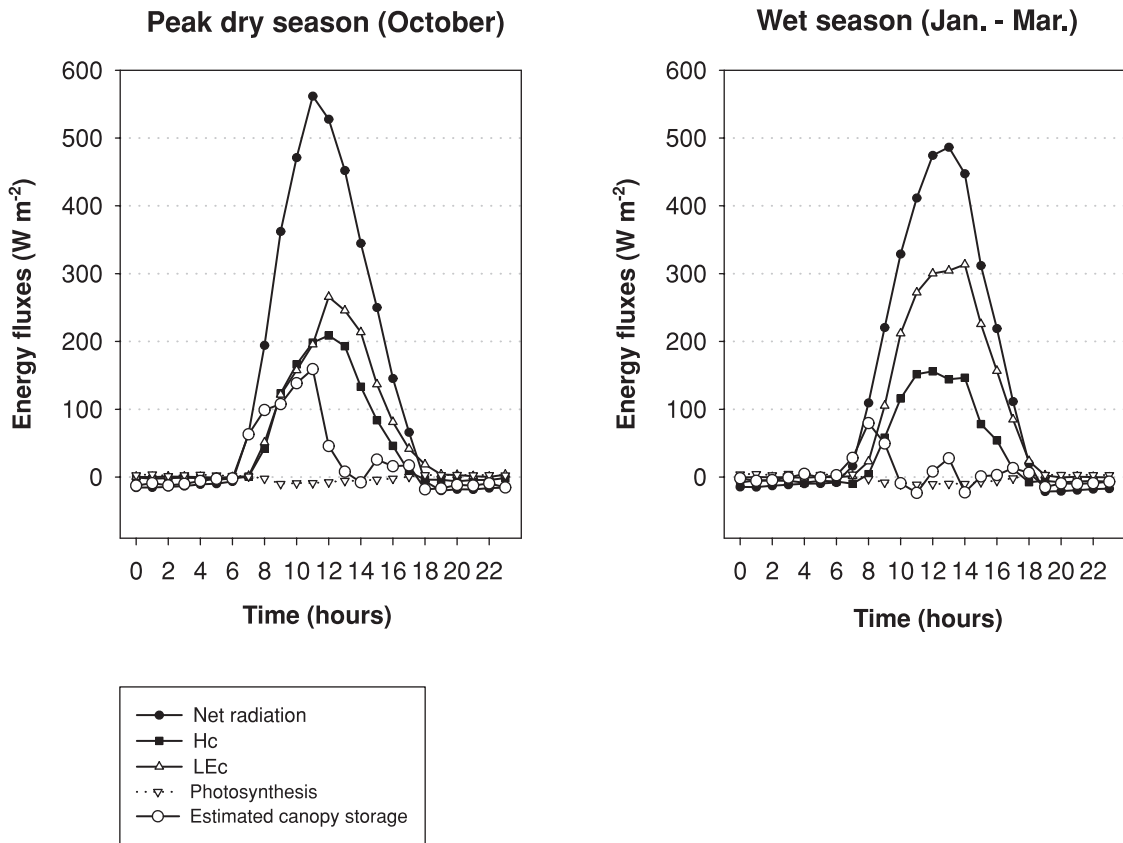 Peak dry season (October)
600
500
400
300
200
100
0
Energy fluxes (W m-2)
0 2 4 6 8 10 12 14 16 18 20 22
Time (hours)
Wet season (Jan. - Mar.)
600
500
400
300
200
100
0
Energy fluxes (W m-2)
0 2 4 6 8 10 12 14 16 18 20 22
Time (hours)
Net radiation
Hc
LEc
Photosynthesis
Estimated canopy storage